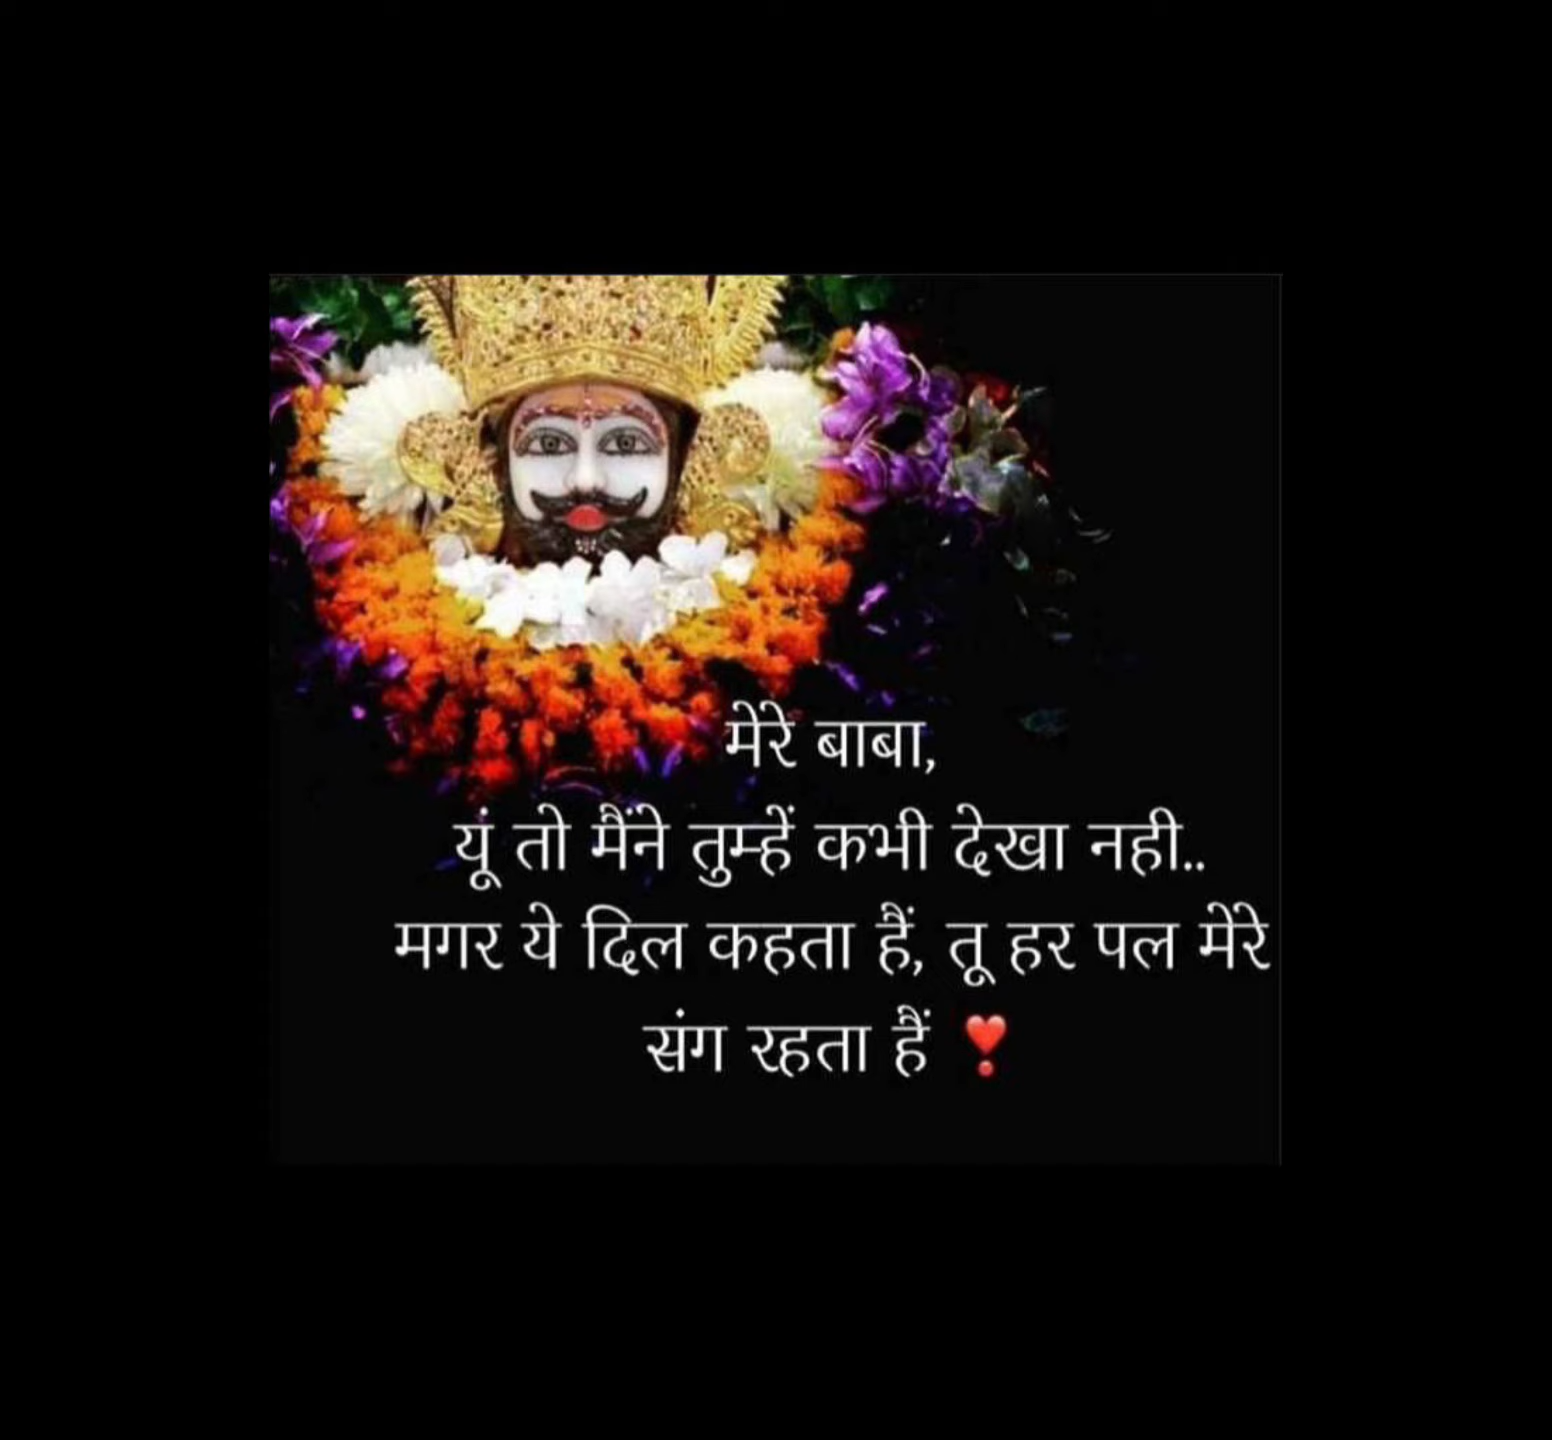 मेरे बाबा,
यूं तो मैंने तुम्हें कभी देखा नही..
मगर ये दिल कहता हैं, तू हर पल मेरे
संग रहता हैं ❣️